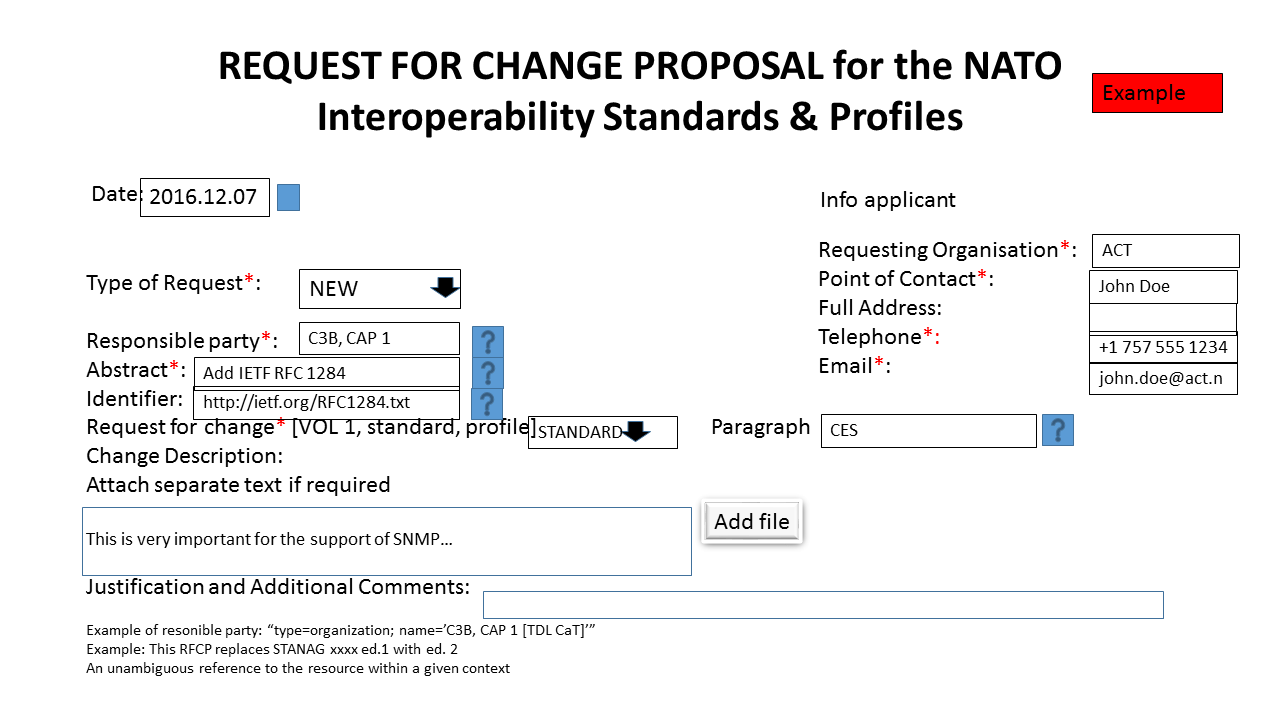 REQUEST FOR CHANGE PROPOSAL for the NATO
Interoperability Standards & Profiles
Example
Date: 2016.12.07
Info applicant
Requesting Organisation*: ACT
Type of Request*: NEW
Point of Contact*: John Doe
Full Address:
Responsible party*: C3B, CAP 1 ?
Telephone*: +1 757 555 1234
Abstract*: Add IETF RFC 1284 ?
Email*: john.doe@act.n
Identifier: http://ietf.org/RFC1284.txt ?
Request for change* [VOL 1, standard, profile] STANDARD Paragraph CES ?
Change Description:
Attach separate text if required
This is very important for the support of SNMP...
Add file
Justification and Additional Comments:
Example of resonible party: “type=organization; name=’C3B, CAP 1 [TDL CaT]’”
Example: This RFCP replaces STANAG xxxx ed.1 with ed. 2
An unambiguous reference to the resource within a given context